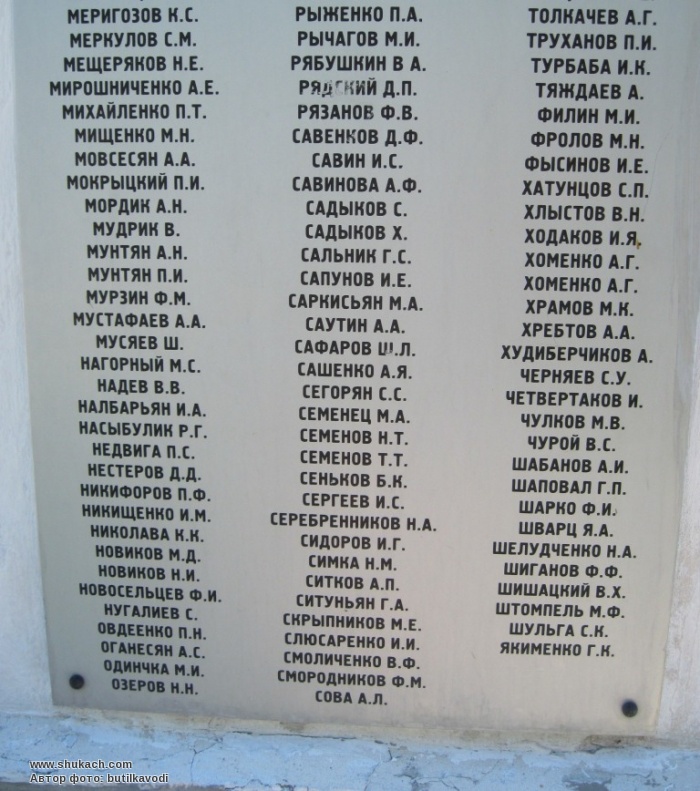 МЕРИГОЗОВ К.С.
МЕРКУЛОВ С.М.
МЕЩЕРЯКОВ Н.Е.
МИРОШНИЧЕНКО А.Е.
МИХАЙЛЕНКО П.Т.
МИЩЕНКО М.Н.
МОВСЕСЯН А.А.
МОКРЫЦКИЙ П.И.
МОРДИК А.Н.
МУДРИК В.
МУНТЯН А.Н.
МУНТЯН П.И.
МУРЗИН Ф.М.
МУСТАФАЕВ А.А.
МУСЯЕВ Ш.
НАГОРНЫЙ М.С.
НАДЕВ В.В.
НАЛБАРЬЯН И.А.
НАСЫБУЛИК Р.Г.
НЕДВИГА П.С.
НЕСТЕРОВ Д.Д.
НИКИФОРОВ П.Ф.
НИКИЩЕНКО И.М.
НИКОЛАВА К.К.
НОВИКОВ М.Д.
НОВИКОВ Н.И.
НОВОСЕЛЬЦЕВ Ф.И.
НУГАЛИЕВ С.
ОВДЕЕНКО П.Н.
ОГАНЕСЯН А.С.
ОДИНЧКА М.И.
ОЗЕРОВ Н.Н.
РЫЖЕНКО П.А.
РЫЧАГОВ М.И.
РЯБУШКИН В А.
РЯДСКИЙ Д.П.
РЯЗАНОВ Ф.В.
САВЕНКОВ Д.Ф.
САВИН И.С.
САВИНОВА А.Ф.
САДЫКОВ С.
САДЫКОВ Х.
САЛЬНИК Г.С.
САПУНОВ И.Е.
САРКИСЬЯН М.А.
САУТИН А.А.
САФАРОВ Ш.Л.
САШЕНКО А.Я.
СЕГОРЯН С.С.
СЕМЕНЕЦ М.А.
СЕМЕНОВ Н.Т.
СЕМЕНОВ Т.Т.
СЕНЬКОВ Б.К.
СЕРГЕЕВ И.С.
СЕРЕБРЕННИКОВ Н.А.
СИДОРОВ И.Г.
СИМКА Н.М.
СИТКОВ А.П.
СИТУНЬЯН Г.А.
СКРЫПНИКОВ М.Е.
СЛЮСАРЕНКО И.И.
СМОЛИЧЕНКО В.Ф.
СМОРОДНИКОВ Ф.М.
СОВА А.Л.
ТОЛКАЧЕВ А.Г.
ТРУХАНОВ П.И.
ТУРБАБА И.К.
ТЯЖДАЕВ А.
ФИЛИН М.И.
ФРОЛОВ М.Н.
ФЫСИНОВ И.Е.
ХАТУНЦОВ С.П.
ХЛЫСТОВ В.Н.
ХОДАКОВ И.Я.
ХОМЕНКО А.Г.
ХОМЕНКО А.Г.
ХРАМОВ М.К.
ХРЕБТОВ А.А.
ХУДИБЕРЧИКОВ А.
ЧЕРНЯЕВ С.У.
ЧЕТВЕРТАКОВ И.
ЧУЛКОВ М.В.
ЧУРОЙ В.С.
ШАБАНОВ А.И.
ШАПОВАЛ Г.П.
ШАРКО Ф.И.
ШВАРЦ Я.А.
ШЕЛУДЧЕНКО Н.А.
ШИГАНОВ Ф.Ф.
ШИШАЦКИЙ В.Х.
ШТОМПЕЛЬ М.Ф.
ШУЛЬГА С.К.
ЯКИМЕНКО Г.К.
www.shukach.com
Автор фото: butilkavodi